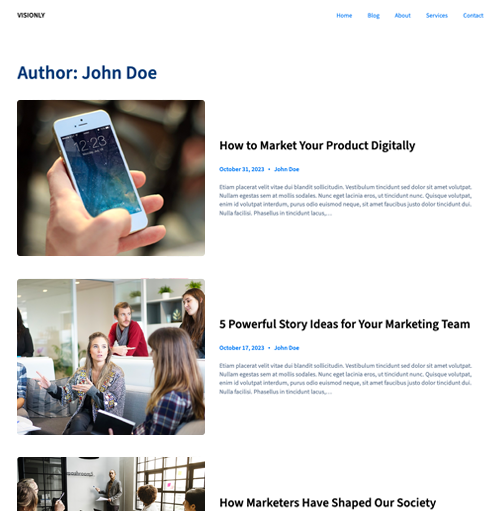 VISIONLY
Home Blog About Services Contact
Author: John Doe
12:23
How to Market Your Product Digitally
October 31, 2023 • John Doe
Etiam placerat velit vitae dui blandit sollicitudin. Vestibulum tincidunt sed dolor sit amet volutpat.
Nullam egestas sem at mollis sodales. Nunc eget lacinia eros, ut tincidunt nunc. Quisque volutpat,
enim id volutpat interdum, purus odio euismod neque, sit amet faucibus justo dolor tincidunt dui.
Nulla facilisi. Phasellus in tincidunt lacus,…
5 Powerful Story Ideas for Your Marketing Team
October 17, 2023 • John Doe
Etiam placerat velit vitae dui blandit sollicitudin. Vestibulum tincidunt sed dolor sit amet volutpat.
Nullam egestas sem at mollis sodales. Nunc eget lacinia eros, ut tincidunt nunc. Quisque volutpat,
enim id volutpat interdum, purus odio euismod neque, sit amet faucibus justo dolor tincidunt dui.
Nulla facilisi. Phasellus in tincidunt lacus,…
How Marketers Have Shaped Our Society